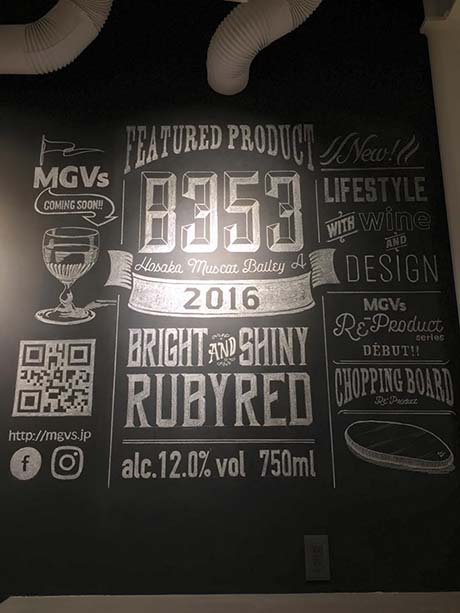 MGVs
COMING SOON!!
http://mgvs.jp
FEATURED PRODUCT
B353
Hosaka Muscat Bailey A
2016
BRIGHT AND SHINY
RUBYRED
alc.12.0% vol 750ml
New!
LIFESTYLE
WITH wine
AND
DESIGN
MGVs
Re-Product
series
DÉBUT!!
CHOPPING BOARD
Re-Product